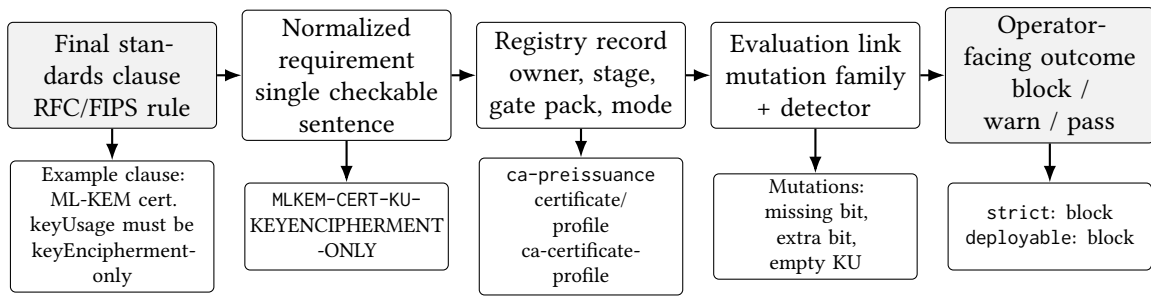 Final stan-
dards clause
RFC/FIPS rule
Normalized
requirement
single checkable
sentence
Registry record
owner, stage,
gate pack, mode
Evaluation link
mutation family
+ detector
Operator-
facing outcome
block /
warn / pass
Example clause:
ML-KEM cert.
keyUsage must be
keyEncipherment-
only
MLKEM-CERT-KU-
KEYENCIPHERMENT
-ONLY
ca-preissuance
certificate/
profile
ca-certificate-
profile
Mutations:
missing bit,
extra bit,
empty KU
strict: block
deployable: block